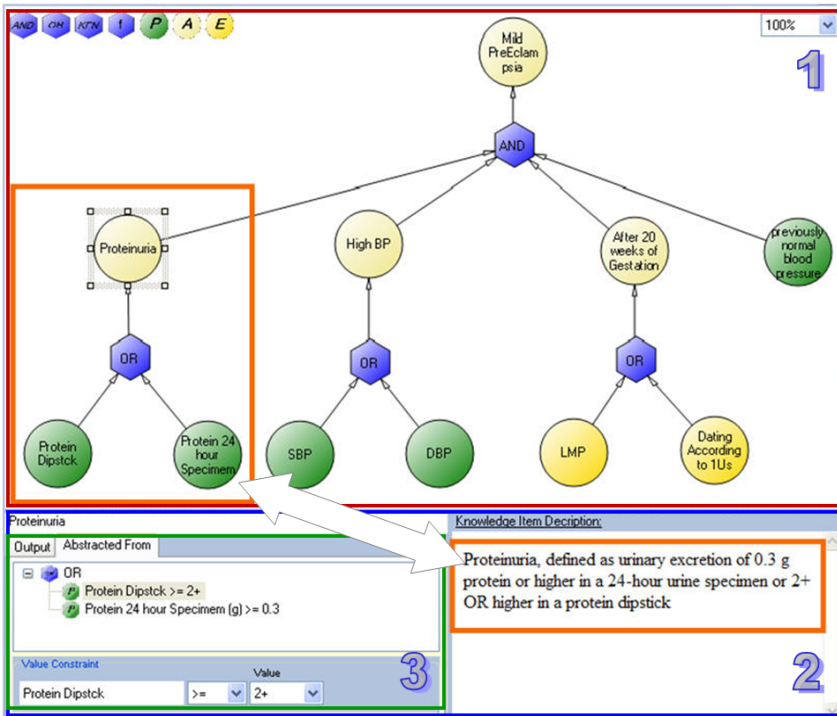 AND OR KFN f P A E
100%
1
Mild
PreEclam
psia
AND
Proteinuria
High BP
After 20
weeks of
Gestation
previously
normal
blood
pressure
OR
OR
OR
Protein
Dipstck
Protein 24
hour
Specimem
SBP
DBP
LMP
Dating
According
to 1Us
Proteinuria
Output Abstracted From
OR
P Protein Dipstck >= 2+
P Protein 24 hour Specimem (g) >= 0.3
Value Constraint
Value
Protein Dipstck >= 2+
3
Knowledge Item Decription:
Proteinuria, defined as urinary excretion of 0.3 g
protein or higher in a 24-hour urine specimen or 2+
OR higher in a protein dipstick
2